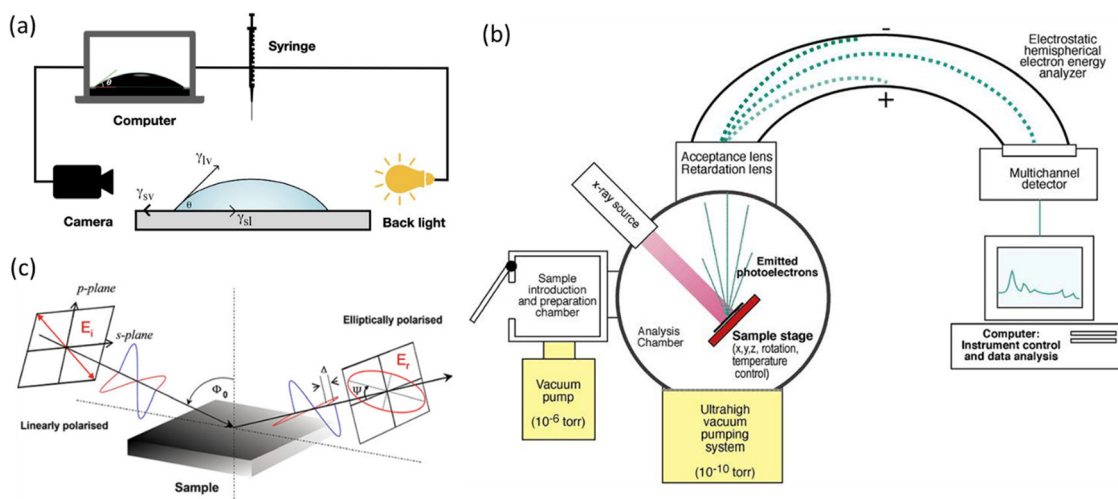 (a)
Syringe
θ
Computer
γlv
γsv
θ
γsl
Camera
Back light
(b)
-
+
Electrostatic
hemispherical
electron energy
analyzer
Acceptance lens
Retardation lens
Multichannel
detector
x-ray source
Emitted
photoelectrons
Sample
introduction
and preparation
chamber
Analysis
Chamber
Sample stage
(x,y,z, rotation,
temperature
control)
Computer:
Instrument control
and data analysis
Vacuum
pump
(10-6 torr)
Ultrahigh
vacuum
pumping
system
(10-10 torr)
(c)
p-plane
Ei
s-plane
Linearly polarised
Φ0
Elliptically polarised
Er
Δ
Ψ
Sample